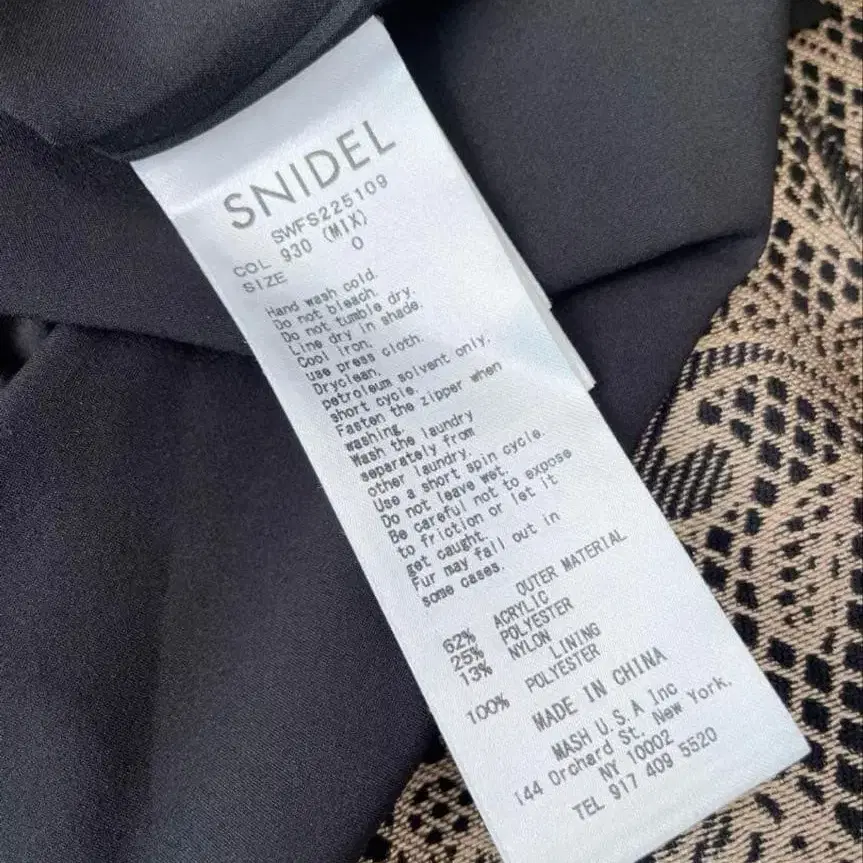 SNIDEL
SWFS225109
COL 930 (MIX)
SIZE 0
Hand wash cold.
Do not bleach.
Do not tumble dry.
Line dry in shade.
Cool iron,
use press cloth.
Dryclean,
petroleum solvent only,
short cycle.
Fasten the zipper when
washing.
Wash the laundry
separately from
other laundry.
Use a short spin cycle.
Do not leave wet.
Be careful not to expose
to friction or let it
get caught.
Fur may fall out in
some cases.
OUTER MATERIAL
62% ACRYLIC
25% POLYESTER
13% NYLON
LINING
100% POLYESTER
MADE IN CHINA
MASH U.S.A Inc
144 Orchard St. New York,
NY 10002
TEL 917 409 5520